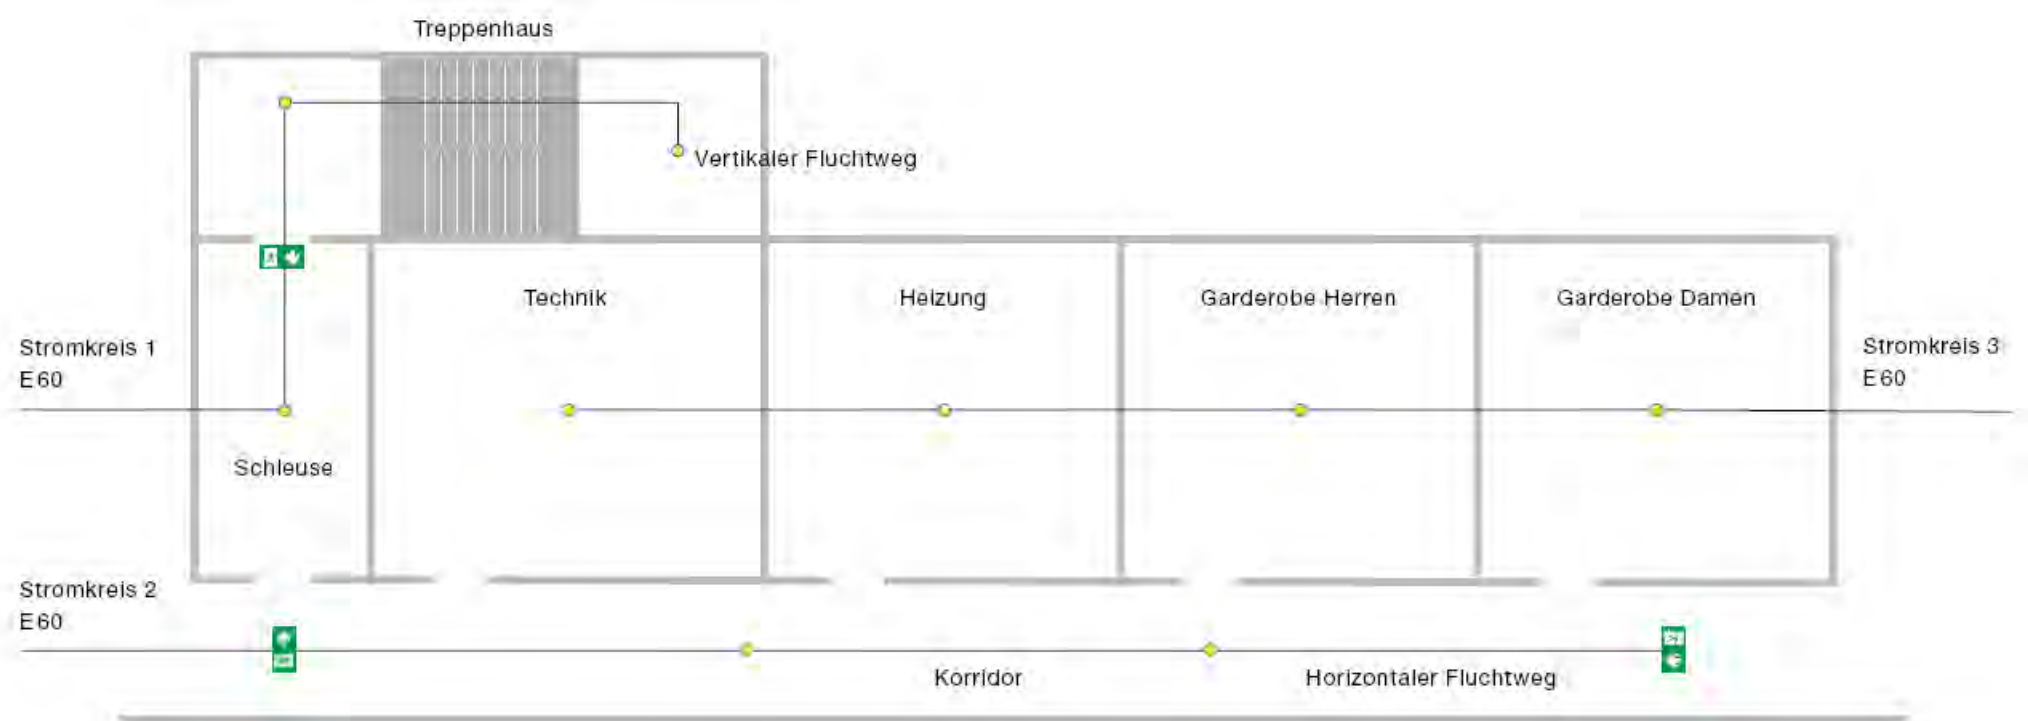 Treppenhaus
Vertikaler Fluchtweg
Technik
Heizung
Garderobe Herren
Garderobe Damen
Stromkreis 1
E60
Stromkreis 3
E60
Schleuse
Stromkreis 2
E60
Korridor
Horizontaler Fluchtweg